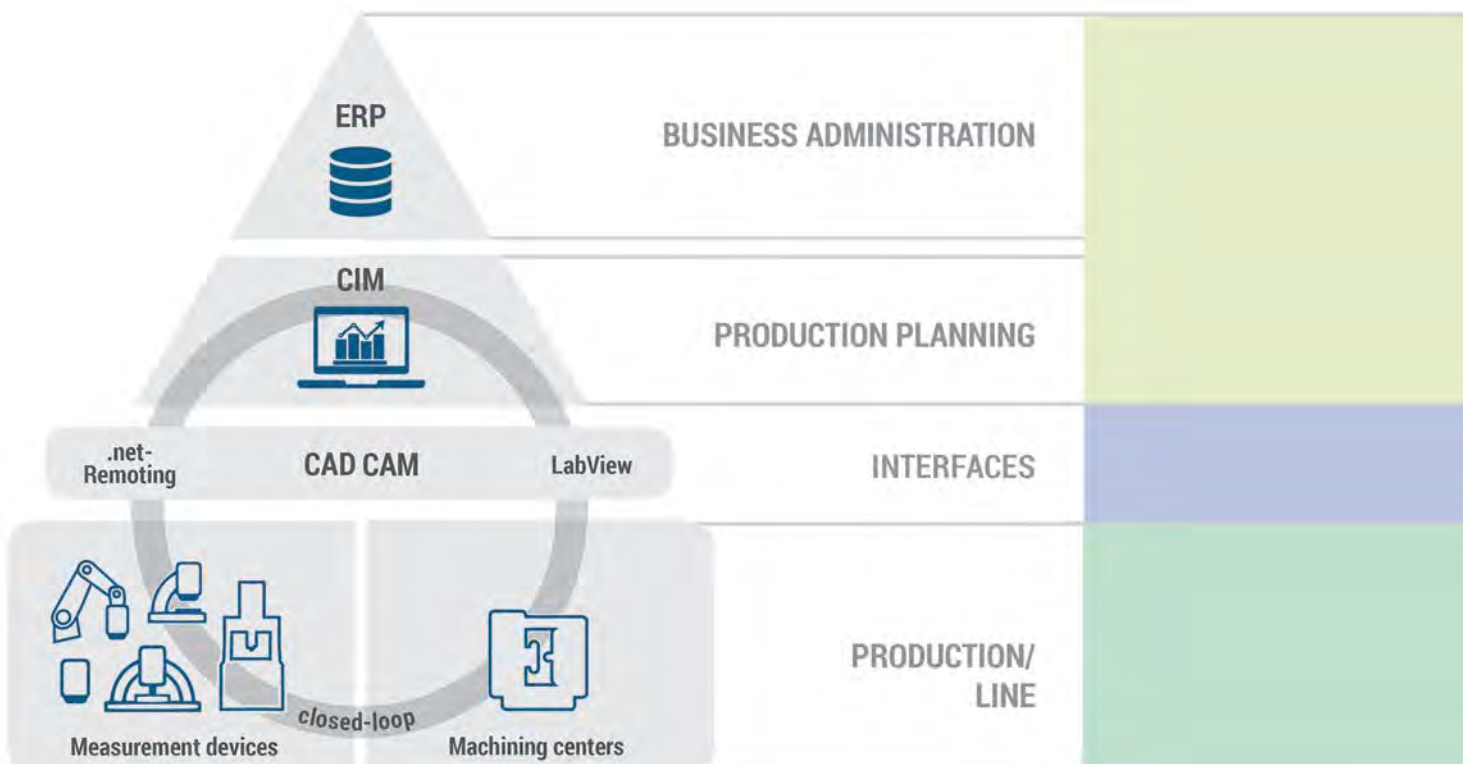 ERP
BUSINESS ADMINISTRATION
CIM
PRODUCTION PLANNING
.net-
Remoting
CAD CAM
LabView
INTERFACES
PRODUCTION/
LINE
closed-loop
Measurement devices
Machining centers